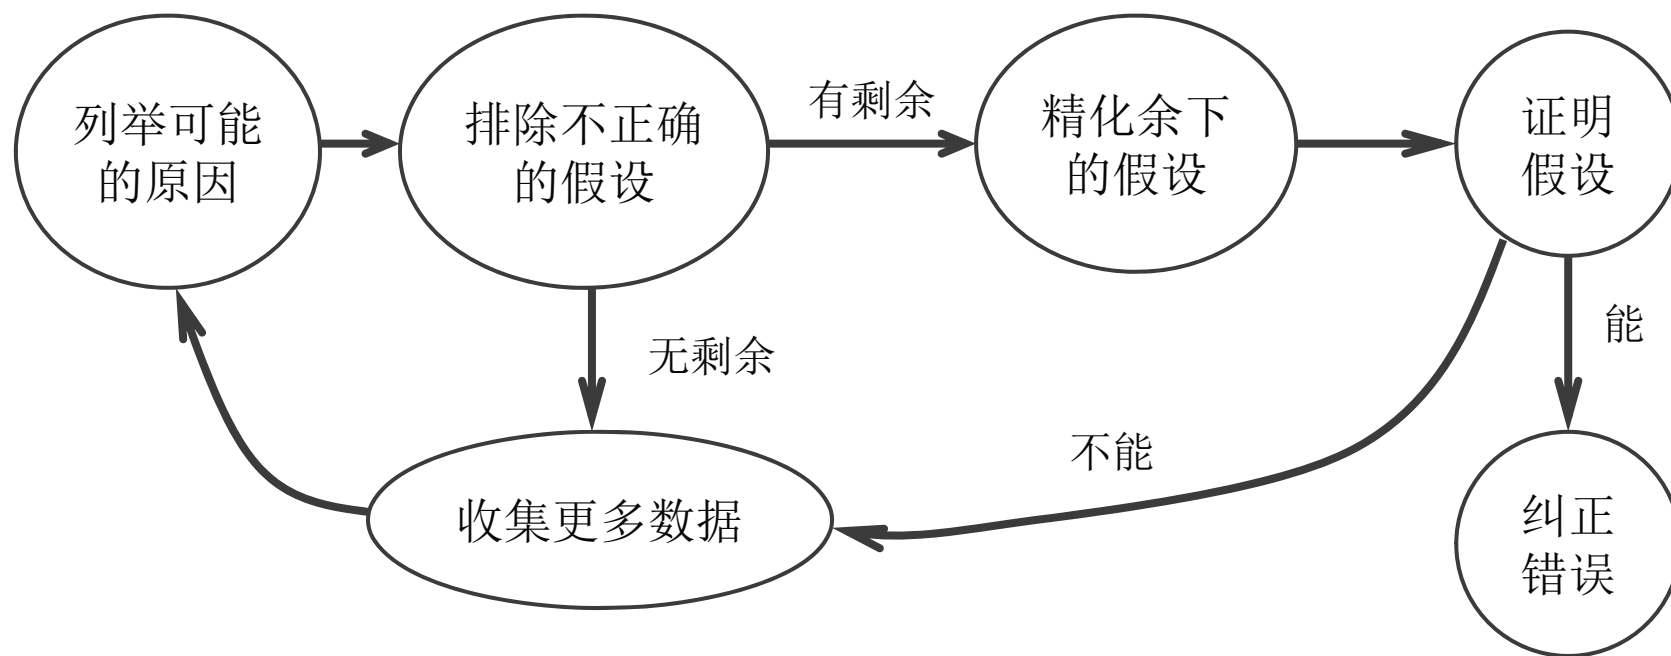 列举可能
的原因
排除不正确
的假设
有剩余
精化余下
的假设
证明
假设
无剩余
能
不能
收集更多数据
纠正
错误